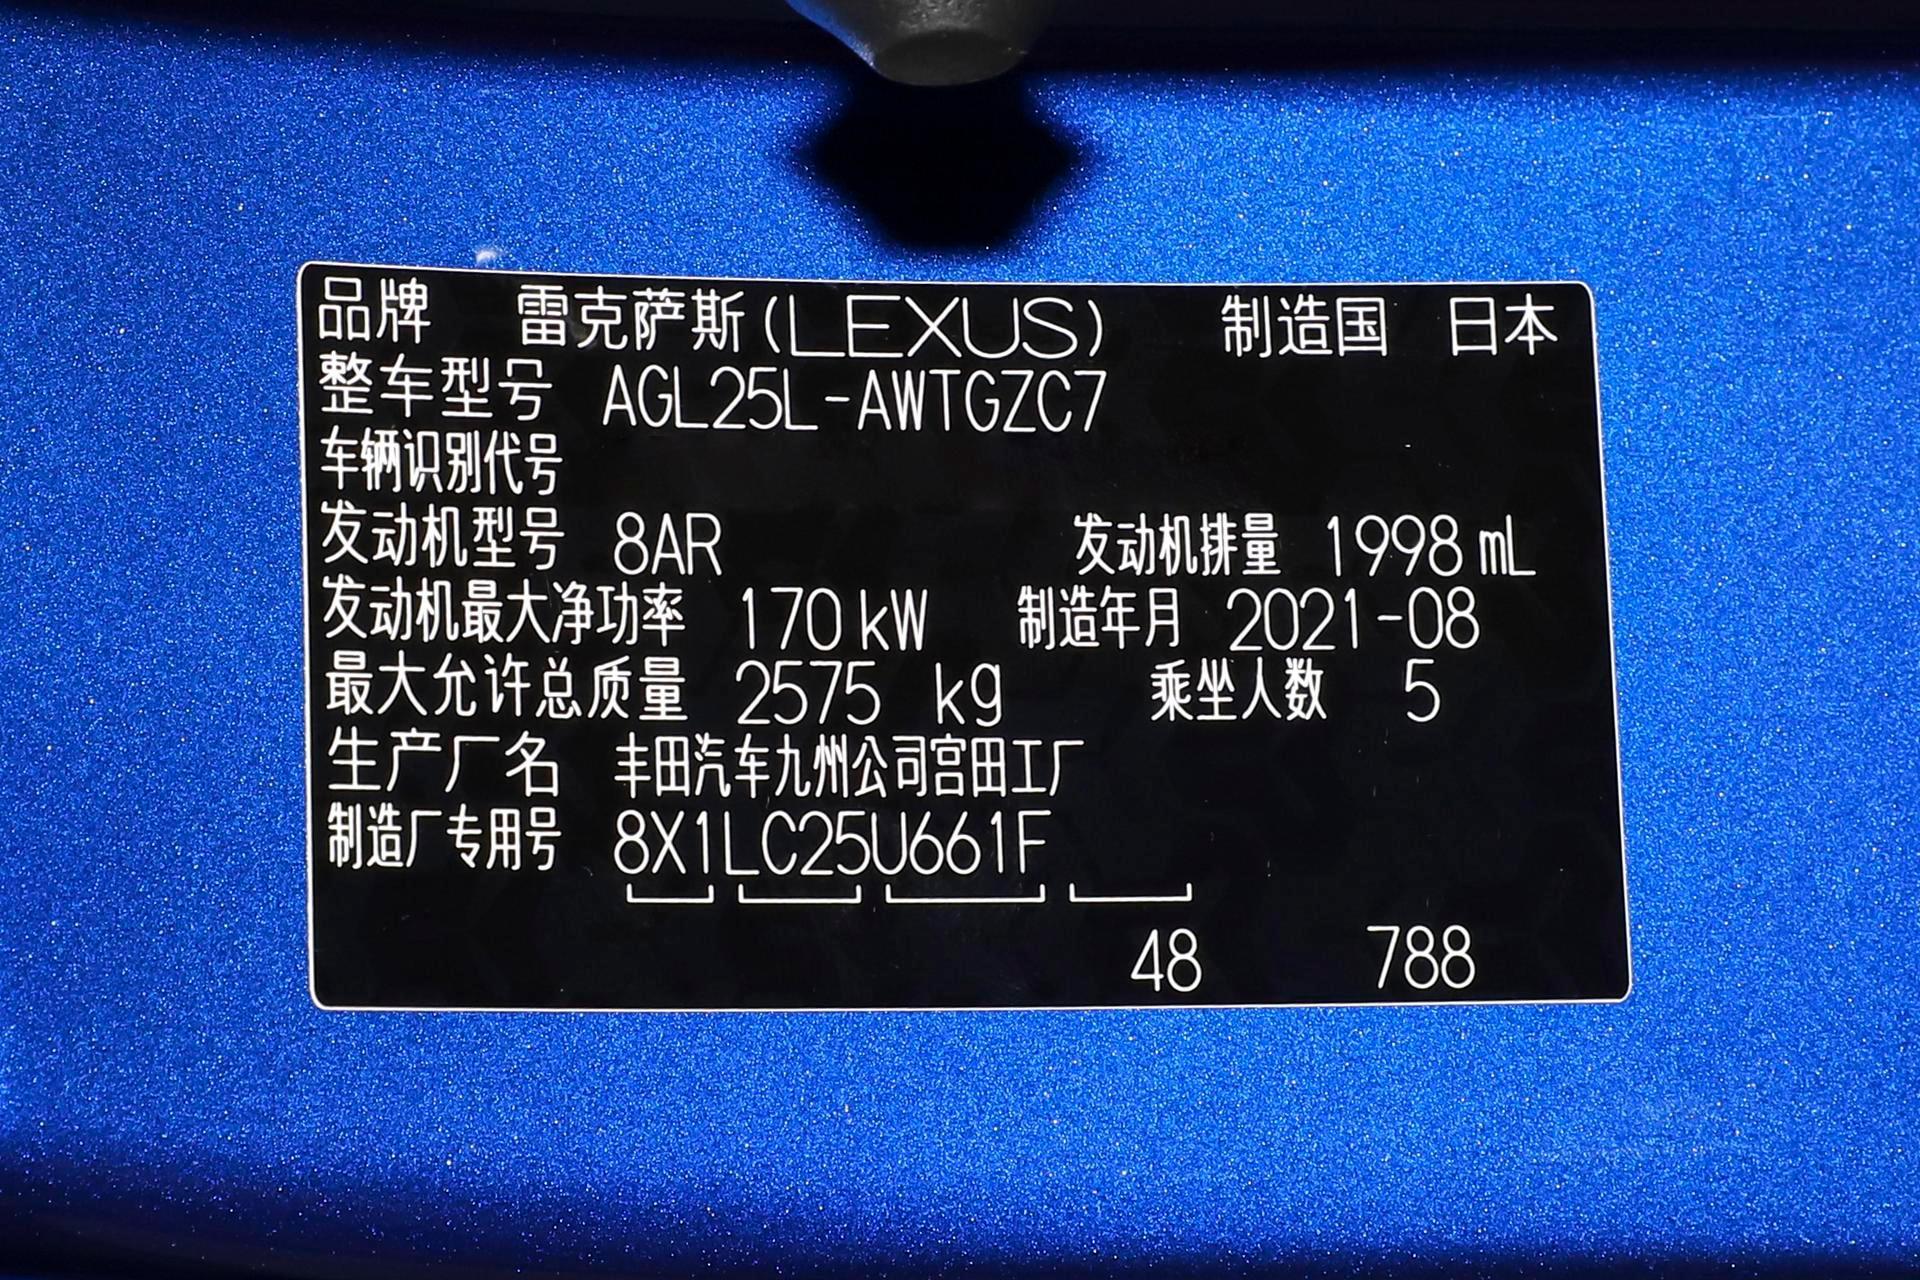 品牌 雷克萨斯(LEXUS) 制造国 日本
整车型号 AGL25L-AWTGZC7
车辆识别代号
发动机型号 8AR 发动机排量 1998 mL
发动机最大净功率 170 kW 制造年月 2021-08
最大允许总质量 2575 kg 乘坐人数 5
生产厂名 丰田汽车九州公司宫田工厂
制造厂专用号 8X1LC25U661F
48 788